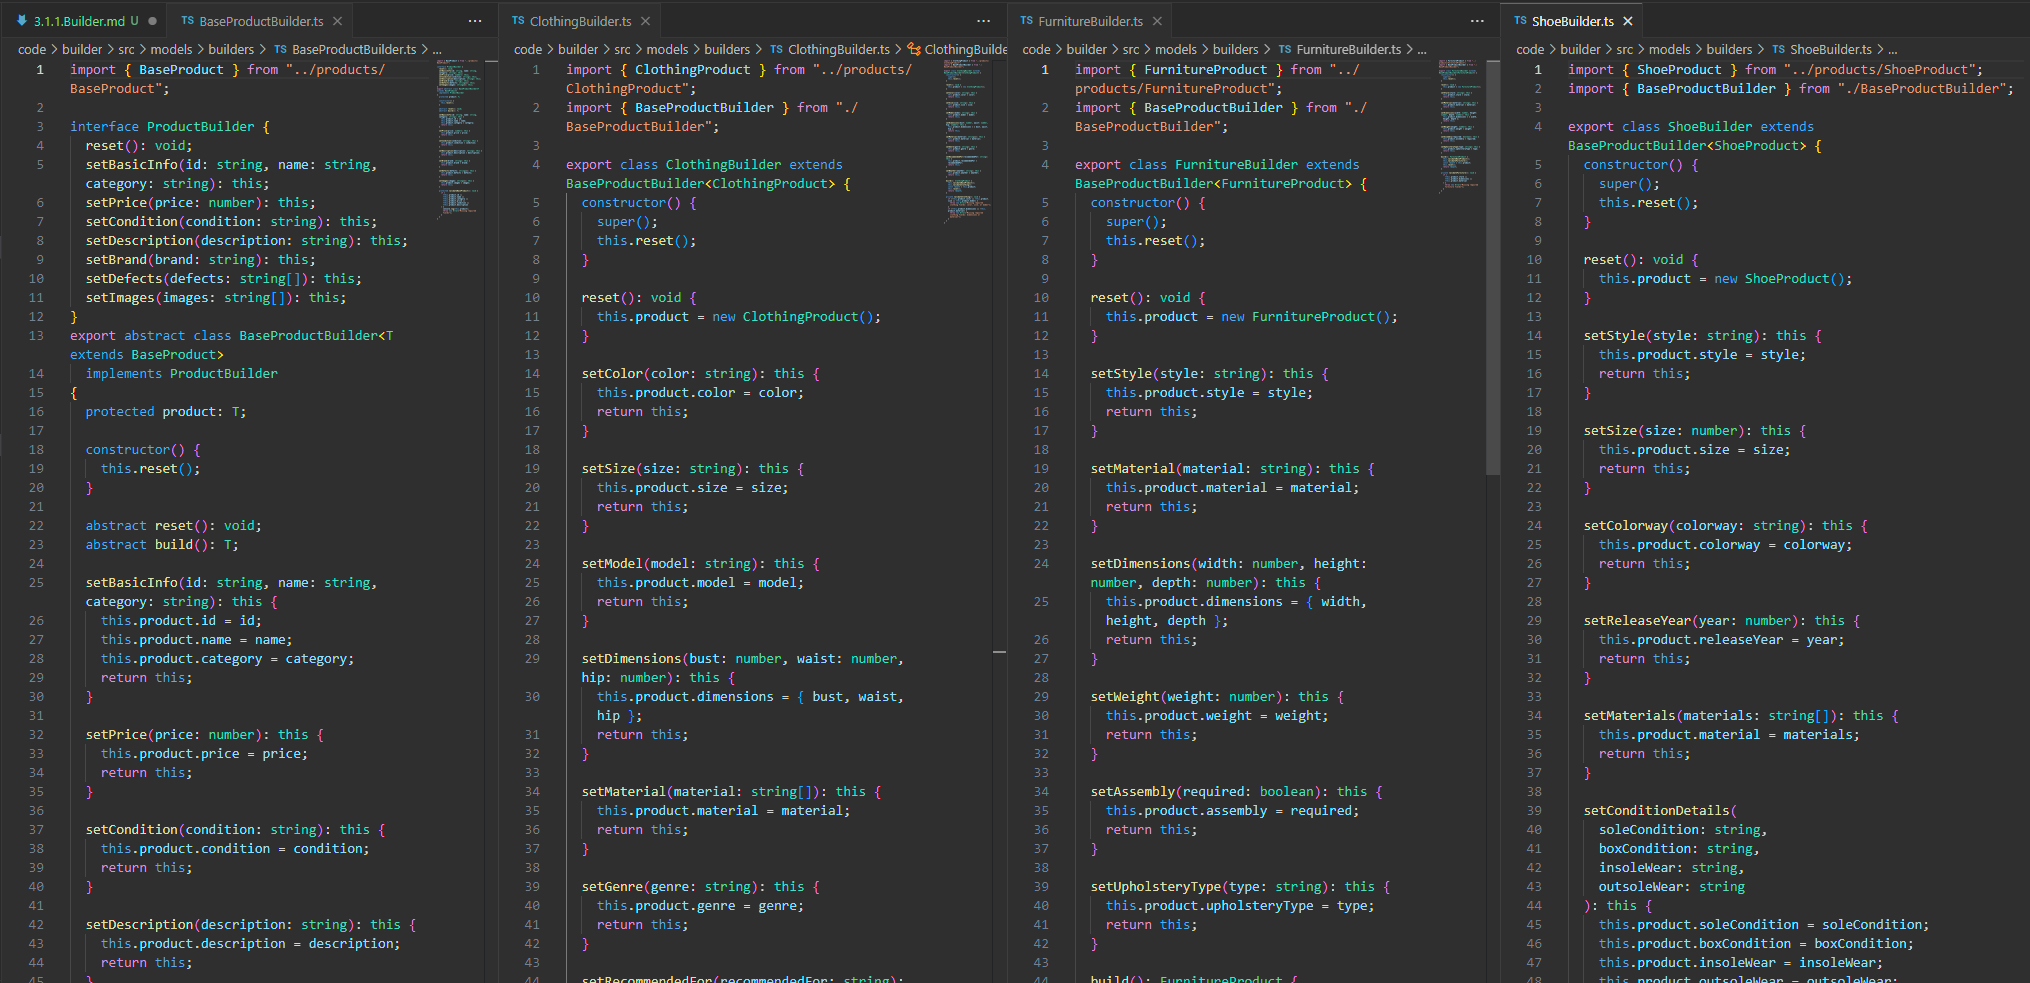 3.1.1.Builder.md U
TS BaseProductBuilder.ts
code > builder > src > models > builders > TS BaseProductBuilder.ts > ...
1 import { BaseProduct } from "../products/
BaseProduct";
2
3 interface ProductBuilder {
4 reset(): void;
5 setBasicInfo(id: string, name: string,
category: string): this;
6 setPrice(price: number): this;
7 setCondition(condition: string): this;
8 setDescription(description: string): this;
9 setBrand(brand: string): this;
10 setDefects(defects: string[]): this;
11 setImages(images: string[]): this;
12 }
13 export abstract class BaseProductBuilder<T
extends BaseProduct>
14 implements ProductBuilder
15 {
16 protected product: T;
17
18 constructor() {
19 this.reset();
20 }
21
22 abstract reset(): void;
23 abstract build(): T;
24
25 setBasicInfo(id: string, name: string,
category: string): this {
26 this.product.id = id;
27 this.product.name = name;
28 this.product.category = category;
29 return this;
30 }
31
32 setPrice(price: number): this {
33 this.product.price = price;
34 return this;
35 }
36
37 setCondition(condition: string): this {
38 this.product.condition = condition;
39 return this;
40 }
41
42 setDescription(description: string): this {
43 this.product.description = description;
44 return this;
45 }
TS ClothingBuilder.ts
code > builder > src > models > builders > TS ClothingBuilder.ts > ClothingBuilde
1 import { ClothingProduct } from "../products/
ClothingProduct";
2 import { BaseProductBuilder } from "./
BaseProductBuilder";
3
4 export class ClothingBuilder extends
BaseProductBuilder<ClothingProduct> {
5 constructor() {
6 super();
7 this.reset();
8 }
9
10 reset(): void {
11 this.product = new ClothingProduct();
12 }
13
14 setColor(color: string): this {
15 this.product.color = color;
16 return this;
17 }
18
19 setSize(size: string): this {
20 this.product.size = size;
21 return this;
22 }
23
24 setModel(model: string): this {
25 this.product.model = model;
26 return this;
27 }
28
29 setDimensions(bust: number, waist: number,
hip: number): this {
30 this.product.dimensions = { bust, waist,
hip };
31 return this;
32 }
33
34 setMaterial(material: string[]): this {
35 this.product.material = material;
36 return this;
37 }
38
39 setGenre(genre: string): this {
40 this.product.genre = genre;
41 return this;
42 }
43
44 setRecommendedFor(recommendedFor: string):
TS FurnitureBuilder.ts
code > builder > src > models > builders > TS FurnitureBuilder.ts > ...
1 import { FurnitureProduct } from "../
products/FurnitureProduct";
2 import { BaseProductBuilder } from "./
BaseProductBuilder";
3
4 export class FurnitureBuilder extends
BaseProductBuilder<FurnitureProduct> {
5 constructor() {
6 super();
7 this.reset();
8 }
9
10 reset(): void {
11 this.product = new FurnitureProduct();
12 }
13
14 setStyle(style: string): this {
15 this.product.style = style;
16 return this;
17 }
18
19 setMaterial(material: string): this {
20 this.product.material = material;
21 return this;
22 }
23
24 setDimensions(width: number, height:
number, depth: number): this {
25 this.product.dimensions = { width,
height, depth };
26 return this;
27 }
28
29 setWeight(weight: number): this {
30 this.product.weight = weight;
31 return this;
32 }
33
34 setAssembly(required: boolean): this {
35 this.product.assembly = required;
36 return this;
37 }
38
39 setUpholsteryType(type: string): this {
40 this.product.upholsteryType = type;
41 return this;
42 }
43
44 build(): FurnitureProduct {
TS ShoeBuilder.ts
code > builder > src > models > builders > TS ShoeBuilder.ts > ...
1 import { ShoeProduct } from "../products/ShoeProduct";
2 import { BaseProductBuilder } from "./BaseProductBuilder";
3
4 export class ShoeBuilder extends
BaseProductBuilder<ShoeProduct> {
5 constructor() {
6 super();
7 this.reset();
8 }
9
10 reset(): void {
11 this.product = new ShoeProduct();
12 }
13
14 setStyle(style: string): this {
15 this.product.style = style;
16 return this;
17 }
18
19 setSize(size: number): this {
20 this.product.size = size;
21 return this;
22 }
23
24 setColorway(colorway: string): this {
25 this.product.colorway = colorway;
26 return this;
27 }
28
29 setReleaseYear(year: number): this {
30 this.product.releaseYear = year;
31 return this;
32 }
33
34 setMaterials(materials: string[]): this {
35 this.product.material = materials;
36 return this;
37 }
38
39 setConditionDetails(
40 soleCondition: string,
41 boxCondition: string,
42 insoleWear: string,
43 outsoleWear: string
44 ): this {
45 this.product.soleCondition = soleCondition;
46 this.product.boxCondition = boxCondition;
47 this.product.insoleWear = insoleWear;
48 this.product.outsoleWear = outsoleWear;